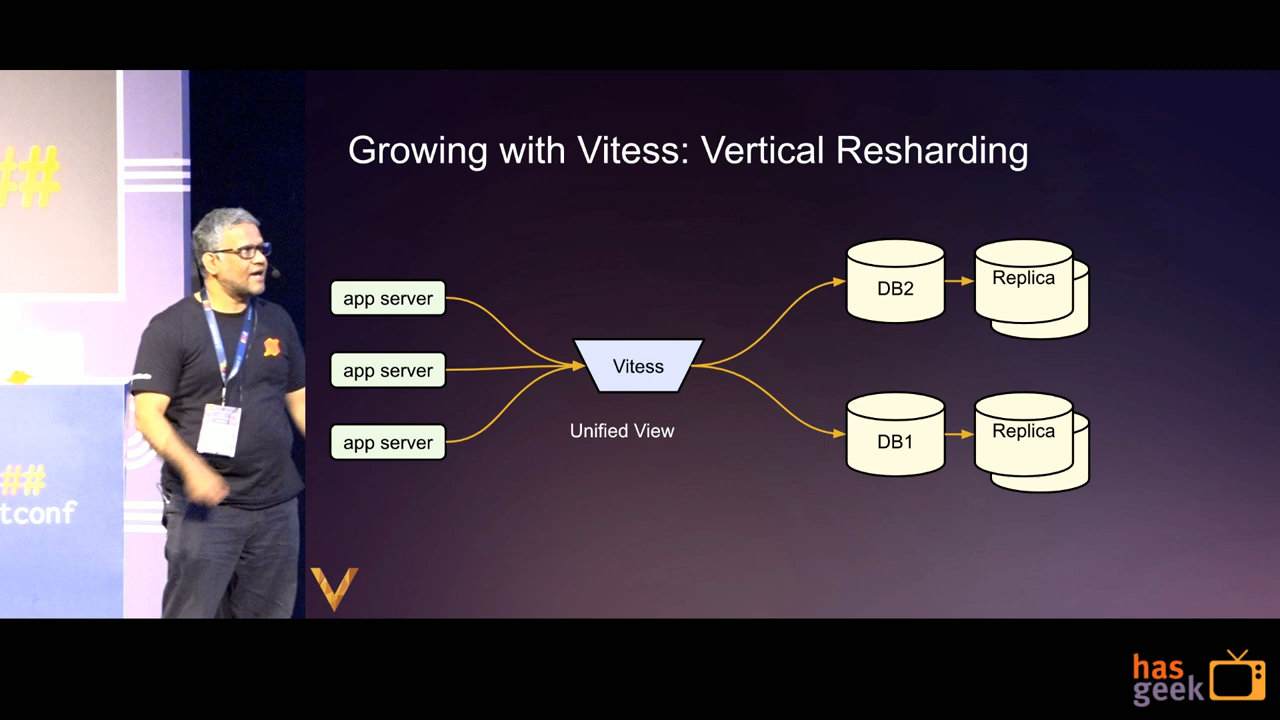 ##
##
tconf
Growing with Vitess: Vertical Resharding
app server
app server
app server
Vitess
Unified View
DB2
Replica
DB1
Replica
has
geek